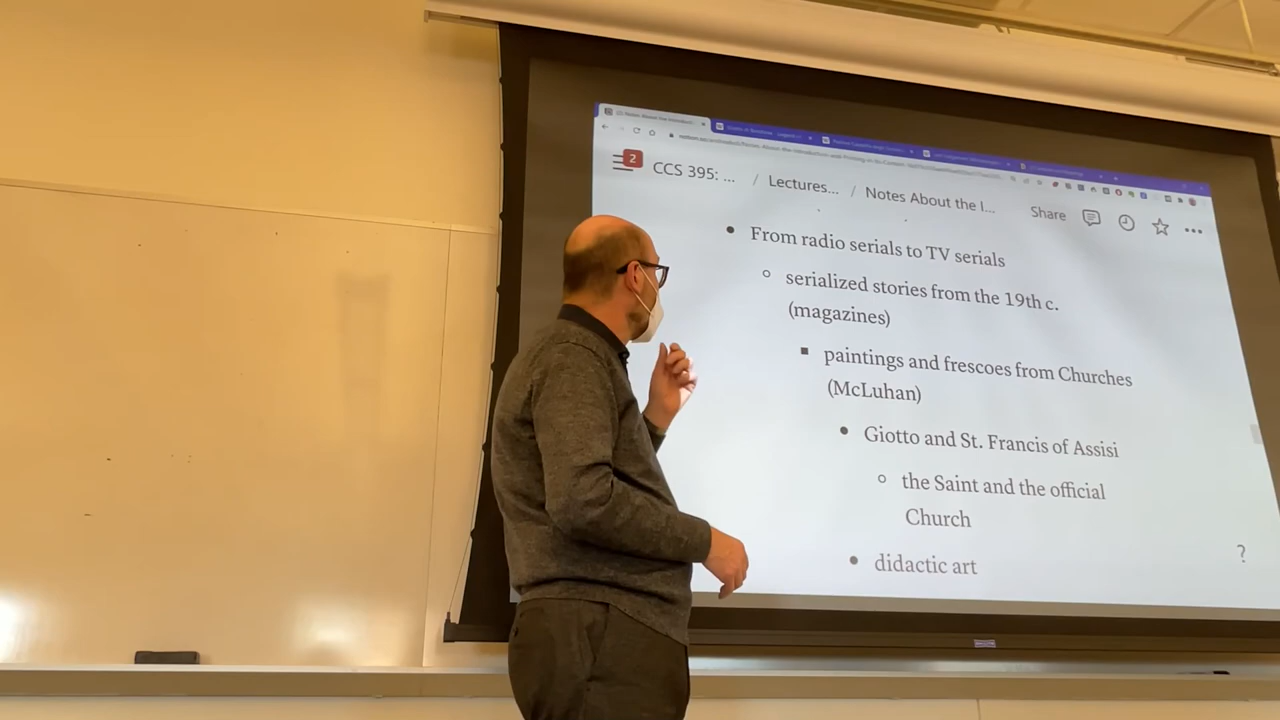 2
CCS 395: ... / Lectures... / Notes About the I...
Share
From radio serials to TV serials
serialized stories from the 19th c.
(magazines)
paintings and frescoes from Churches
(McLuhan)
Giotto and St. Francis of Assisi
the Saint and the official
Church
didactic art
?